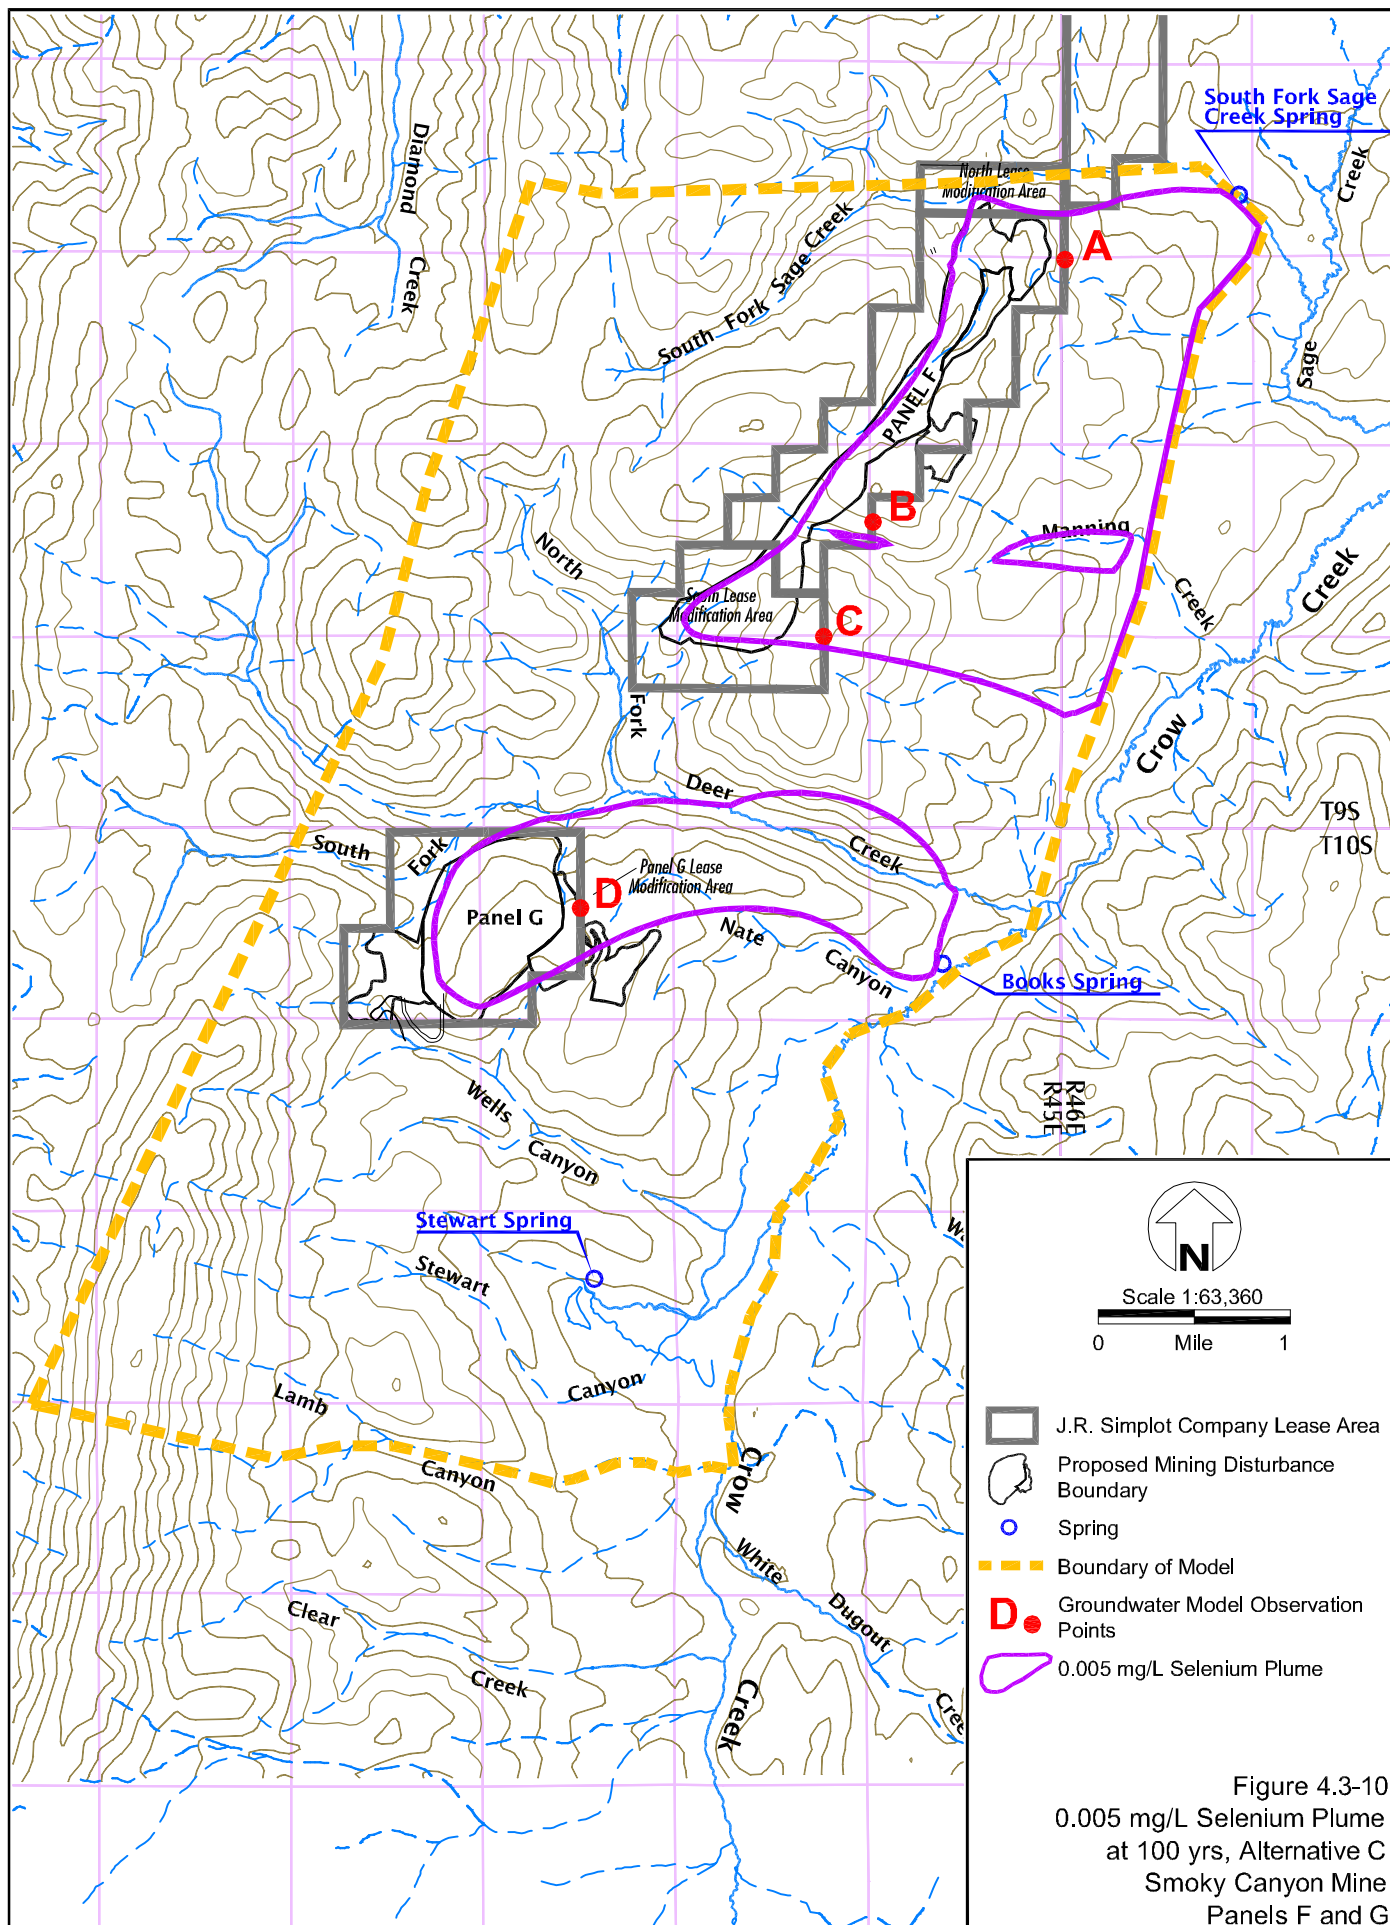 South Fork Sage
Creek Spring
Diamond
Creek
North Lease
Modification Area
Creek
South Fork Sage Creek
A
Sage
PANEL F
B
Manning
North
Creek
Creek
South Lease
Modification Area
C
Fork
Crow
Deer
T9S
T10S
South
Fork
Creek
Panel G Lease
Modification Area
D
Panel G
Nate
Canyon
Books Spring
R46E
R45E
Wells
Canyon
Stewart Spring
Stewart
Canyon
Lamb
Canyon
Crow
White
Dugout
Clear
Creek
Creek
N
Scale 1:63,360
0 Mile 1
J.R. Simplot Company Lease Area
Proposed Mining Disturbance
Boundary
Spring
Boundary of Model
D
Groundwater Model Observation
Points
0.005 mg/L Selenium Plume
Figure 4.3-10
0.005 mg/L Selenium Plume
at 100 yrs, Alternative C
Smoky Canyon Mine
Panels F and G